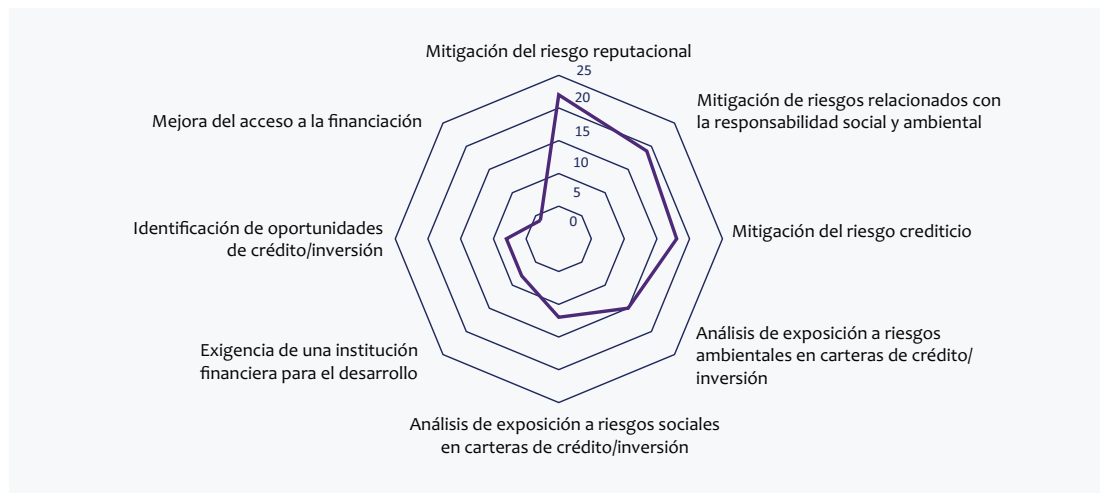 Mitigación del riesgo reputacional
25
20
15
10
5
0
Mitigación de riesgos relacionados con
la responsabilidad social y ambiental
Mitigación del riesgo crediticio
Análisis de exposición a riesgos
ambientales en carteras de crédito/
inversión
Análisis de exposición a riesgos sociales
en carteras de crédito/inversión
Exigencia de una institución
financiera para el desarrollo
Identificación de oportunidades
de crédito/inversión
Mejora del acceso a la financiación